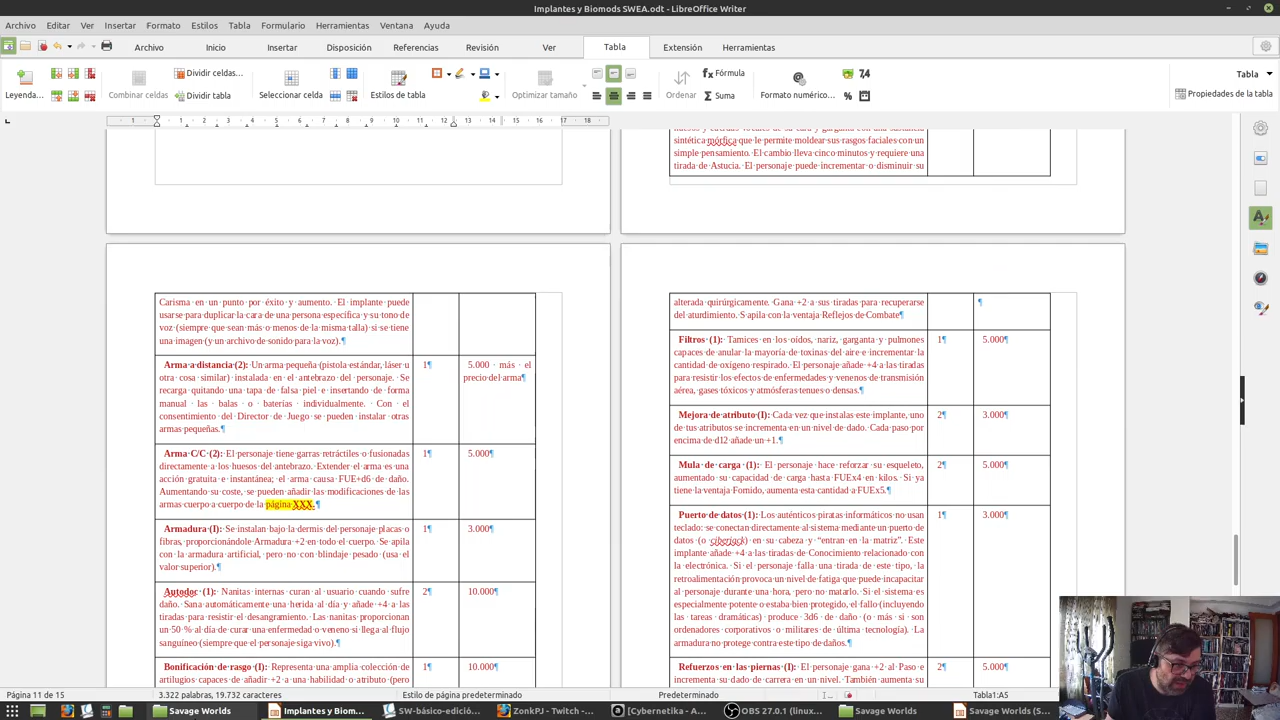 Implantes y Biomods SWEA.odt - LibreOffice Writer
Archivo Editar Ver Insertar Formato Estilos Tabla Formulario Herramientas Ventana Ayuda
Archivo Inicio Insertar Disposición Referencias Revisión Ver Tabla Extensión Herramientas
Dividir celdas... Fórmula Tabla
Leyenda... Combinar celdas Dividir tabla Seleccionar celda Estilos de tabla Optimizar tamaño Ordenar Suma Formato numérico... Propiedades de la tabla
1 1 2 3 4 5 6 7 8 9 10 11 12 13 14 15 16 17 18
sintética mórfica que le permite moldear sus rasgos faciales con un
simple pensamiento. El cambio lleva cinco minutos y requiere una
tirada de Astucia. El personaje puede incrementar o disminuir su
Carisma en un punto por éxito y aumento. El implante puede
usarse para duplicar la cara de una persona específica y su tono de
voz (siempre que sean más o menos de la misma talla) si se tiene
una imagen (y un archivo de sonido para la voz).¶
Arma a distancia (2): Un arma pequeña (pistola estándar, láser u
otra cosa similar) instalada en el antebrazo del personaje. Se
recarga quitando una tapa de falsa piel e insertando de forma
manual las balas o baterías individualmente. Con el
consentimiento del Director de Juego se pueden instalar otras
armas pequeñas.¶
1¶
5.000 más el
precio del arma¶
Arma C/C (2): El personaje tiene garras retráctiles o fusionadas
directamente a los huesos del antebrazo. Extender el arma es una
acción gratuita e instantánea; el arma causa FUE+d6 de daño.
Aumentando su coste, se pueden añadir las modificaciones de las
armas cuerpo a cuerpo de la página XXX.¶
1¶
5.000¶
Armadura (I): Se instalan bajo la dermis del personaje placas o
fibras, proporcionándole Armadura +2 en todo el cuerpo. Se apila
con la armadura artificial, pero no con blindaje pesado (usa el
valor superior).¶
1¶
3.000¶
Autodoc (1): Nanitas internas curan al usuario cuando sufre
daño. Sana automáticamente una herida al día y añade +4 a las
tiradas para resistir el desangramiento. Las nanitas proporcionan
un 50 % al día de curar una enfermedad o veneno si llega al flujo
sanguíneo (siempre que el personaje siga vivo).¶
2¶
10.000¶
Bonificación de rasgo (I): Representa una amplia colección de
artilugios capaces de añadir +2 a una habilidad o atributo (pero
1¶
10.000¶
alterada quirúrgicamente. Gana +2 a sus tiradas para recuperarse
del aturdimiento. S apila con la ventaja Reflejos de Combate¶
¶
Filtros (1): Tamices en los oídos, nariz, garganta y pulmones
capaces de anular la mayoría de toxinas del aire e incrementar la
cantidad de oxígeno respirado. El personaje añade +4 a las tiradas
para resistir los efectos de enfermedades y venenos de transmisión
aérea, gases tóxicos y atmósferas tenues o densas.¶
1¶
5.000¶
Mejora de atributo (I): Cada vez que instalas este implante, uno
de tus atributos se incrementa en un nivel de dado. Cada paso por
encima de d12 añade un +1.¶
2¶
3.000¶
Mula de carga (1): El personaje hace reforzar su esqueleto,
aumentado su capacidad de carga hasta FUEx4 en kilos. Si ya
tiene la ventaja Fornido, aumenta esta cantidad a FUEx5.¶
2¶
5.000¶
Puerto de datos (1): Los auténticos piratas informáticos no usan
teclado: se conectan directamente al sistema mediante un puerto de
datos (o ciberjack) en su cabeza y “entran en la matriz”. Este
implante añade +4 a las tiradas de Conocimiento relacionado con
la electrónica. Si el personaje falla una tirada de este tipo, la
retroalimentación provoca un nivel de fatiga que puede incapacitar
al personaje durante una hora, pero no matarlo. Si el sistema es
especialmente potente o estaba bien protegido, el fallo (incluyendo
las tareas dramáticas) produce 3d6 de daño (o más si son
ordenadores corporativos o militares de última tecnología). La
armadura no protege contra este tipo de daños.¶
1¶
3.000¶
Refuerzos en las piernas (I): El personaje gana +2 al Paso e
incrementa su dado de carrera en un nivel. También aumenta su
2¶
5.000¶
Página 11 de 15 3.322 palabras, 19.732 caracteres Estilo de página predeterminado Predeterminado Tabla1:A5
Savage Worlds Implantes y Biom... SW-básico-edició... ZonkPJ - Twitch -... [Cybernetika - A... OBS 27.0.1 (linux... Savage Worlds Savage Worlds (S...